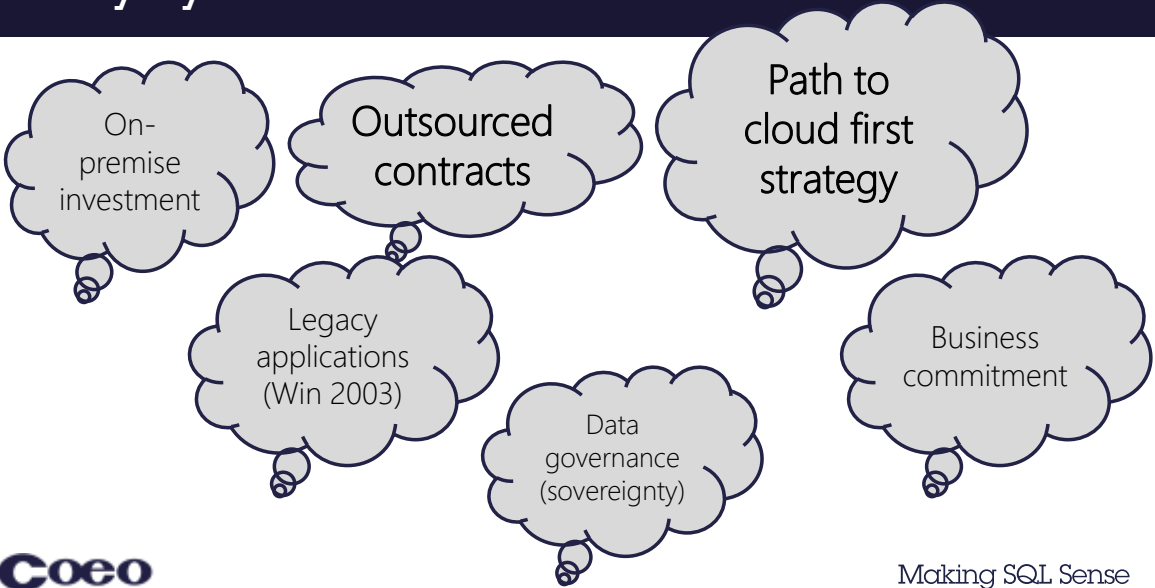 On-
premise
investment
Outsourced
contracts
Path to
cloud first
strategy
Legacy
applications
(Win 2003)
Data
governance
(sovereignty)
Business
commitment
Coeo
Making SQL Sense